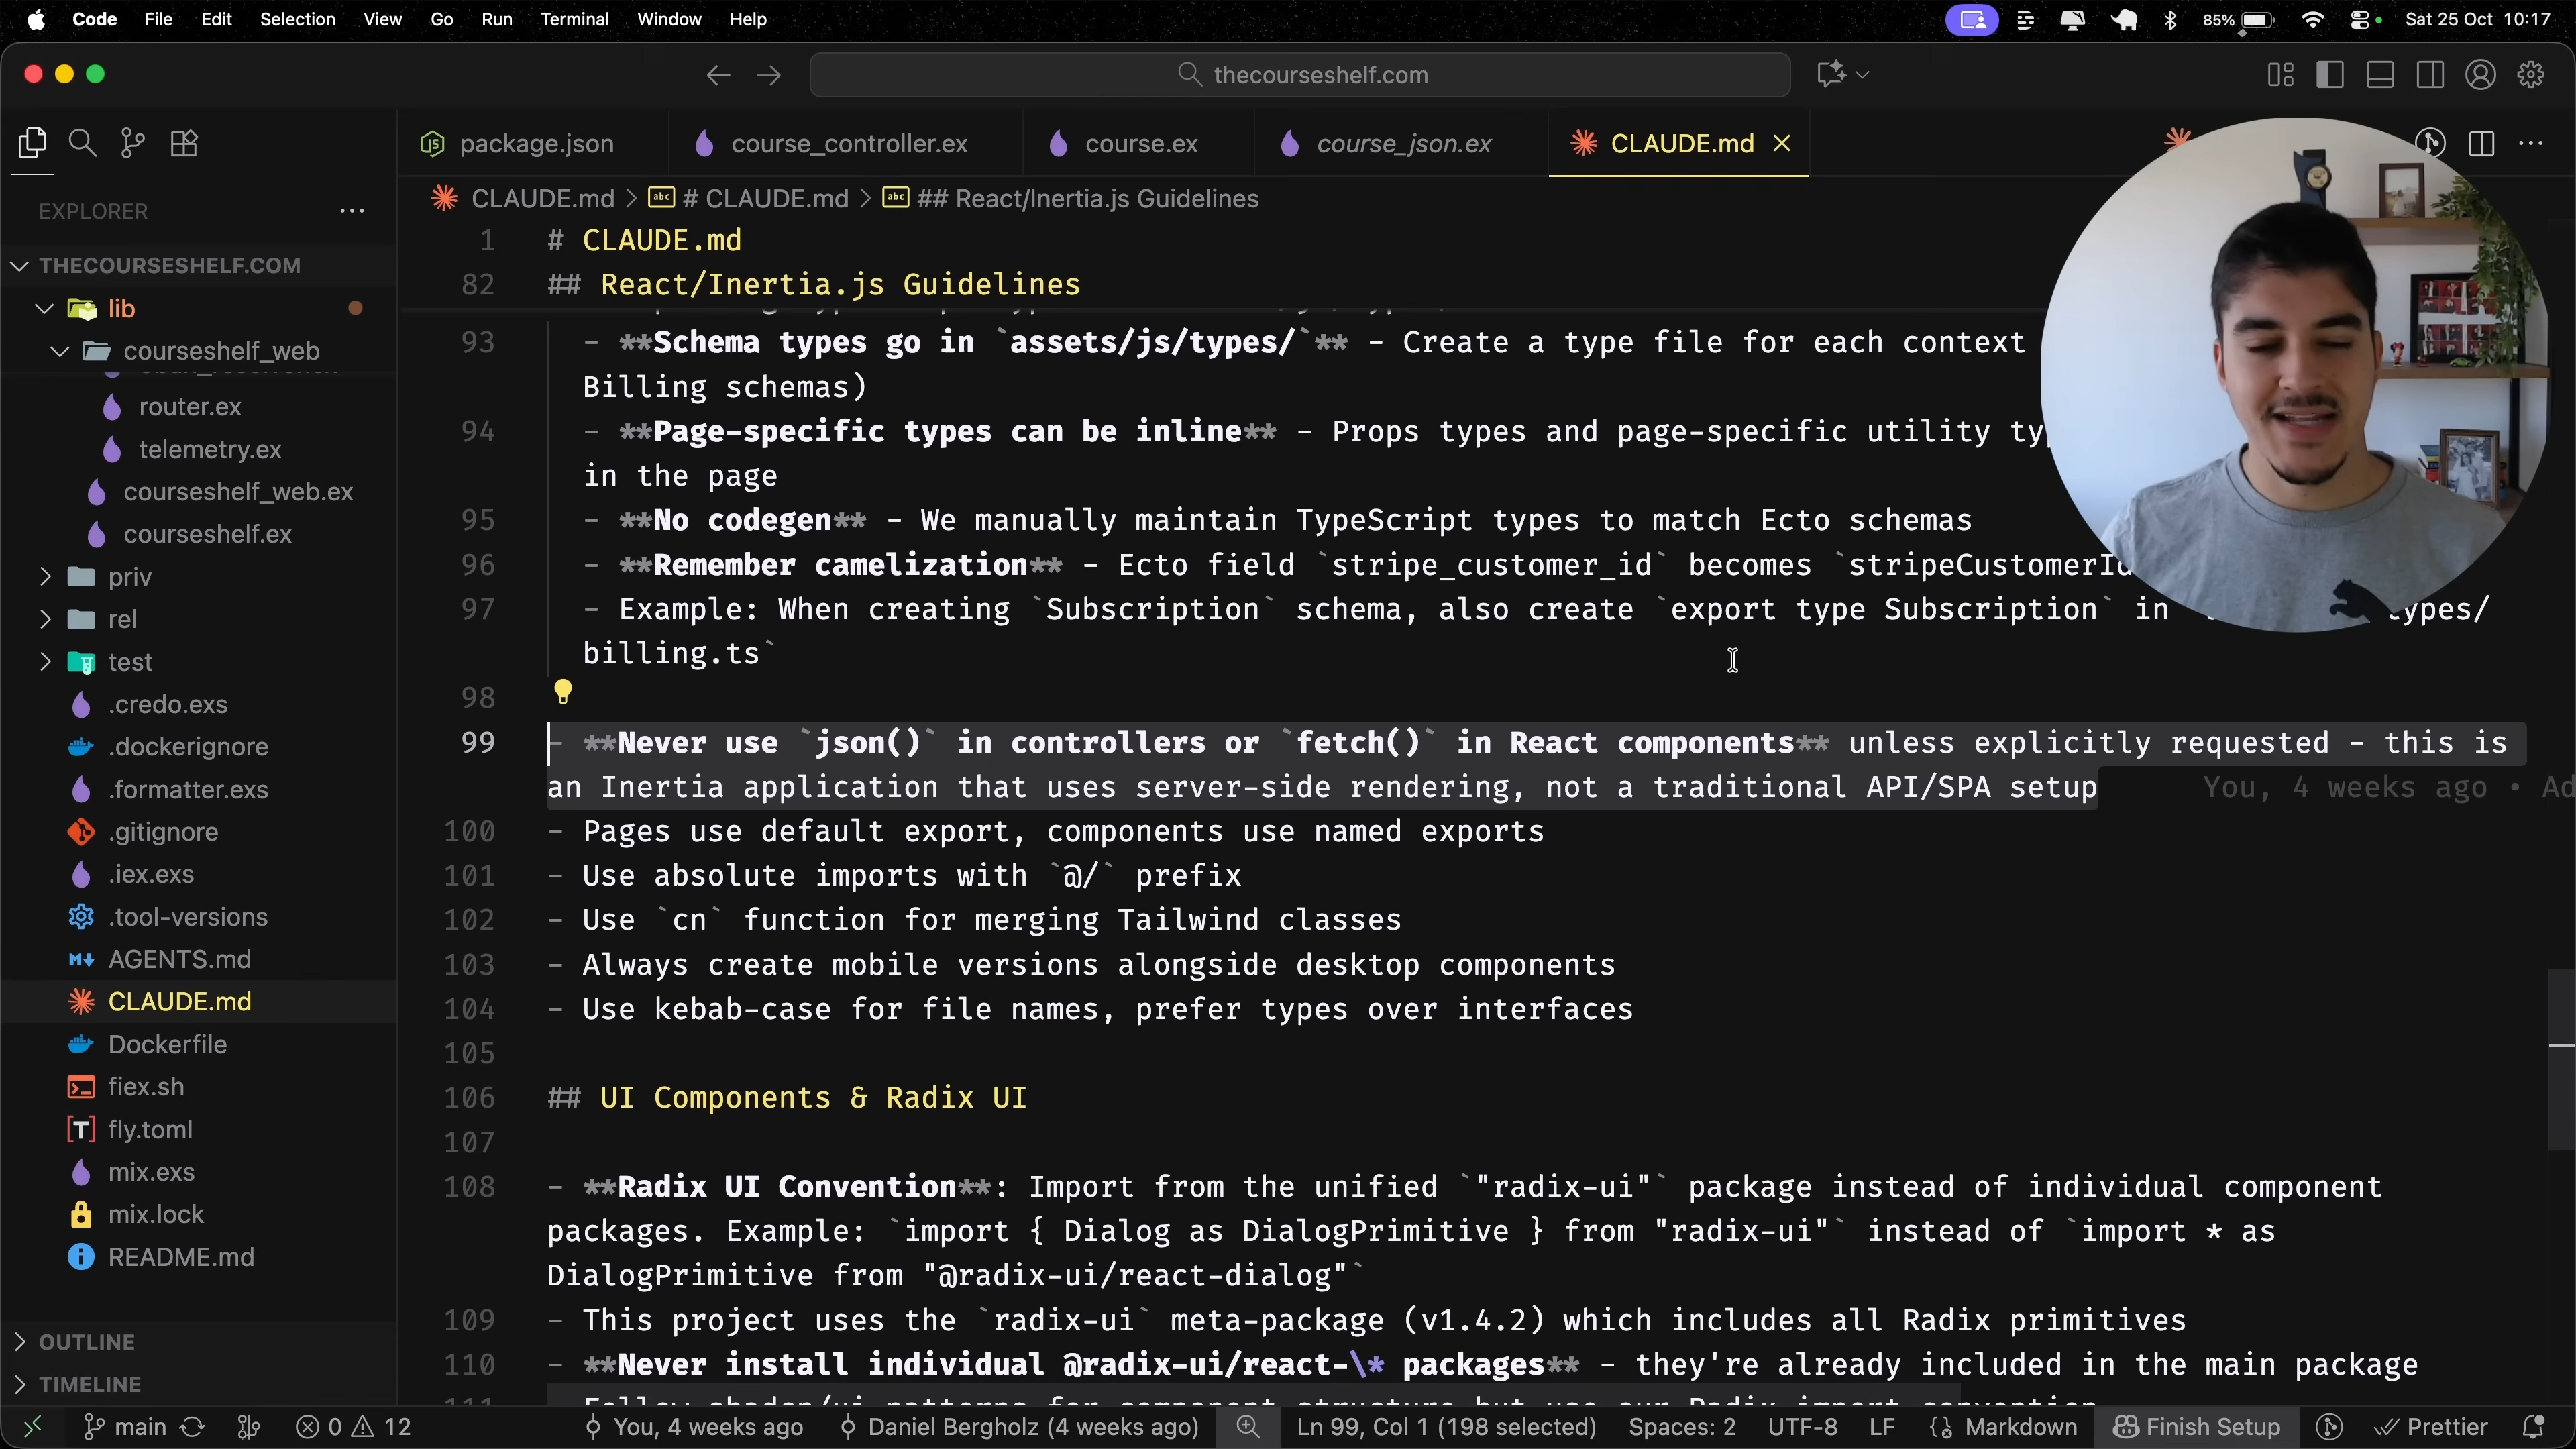 Code File Edit Selection View Go Run Terminal Window Help 85% Sat 25 Oct 10:17
thecourseshelf.com
package.json course_controller.ex course.ex course_json.ex CLAUDE.md
CLAUDE.md > # CLAUDE.md > ## React/Inertia.js Guidelines
EXPLORER
THECOURSESHELF.COM
lib
courseshelf_web
router.ex
telemetry.ex
courseshelf_web.ex
courseshelf.ex
priv
rel
test
.credo.exs
.dockerignore
.formatter.exs
.gitignore
.iex.exs
.tool-versions
AGENTS.md
CLAUDE.md
Dockerfile
fiex.sh
fly.toml
mix.exs
mix.lock
README.md
OUTLINE
TIMELINE
1 # CLAUDE.md
82 ## React/Inertia.js Guidelines
93 - **Schema types go in `assets/js/types/`** - Create a type file for each context
Billing schemas)
94 - **Page-specific types can be inline** - Props types and page-specific utility
in the page
95 - **No codegen** - We manually maintain TypeScript types to match Ecto schemas
96 - **Remember camelization** - Ecto field `stripe_customer_id` becomes `stripeCustomerId
97 - Example: When creating `Subscription` schema, also create `export type Subscription` in types/
billing.ts`
98
99 - **Never use `json()` in controllers or `fetch()` in React components** unless explicitly requested - this is
an Inertia application that uses server-side rendering, not a traditional API/SPA setup You, 4 weeks ago •
100 - Pages use default export, components use named exports
101 - Use absolute imports with `@/` prefix
102 - Use `cn` function for merging Tailwind classes
103 - Always create mobile versions alongside desktop components
104 - Use kebab-case for file names, prefer types over interfaces
105
106 ## UI Components & Radix UI
107
108 - **Radix UI Convention**: Import from the unified `"radix-ui"` package instead of individual component
packages. Example: `import { Dialog as DialogPrimitive } from "radix-ui"` instead of `import * as
DialogPrimitive from "@radix-ui/react-dialog"`
109 - This project uses the `radix-ui` meta-package (v1.4.2) which includes all Radix primitives
110 - **Never install individual @radix-ui/react-\* packages** - they're already included in the main package
main 0 12 You, 4 weeks ago Daniel Bergholz (4 weeks ago) Ln 99, Col 1 (198 selected) Spaces: 2 UTF-8 LF Markdown Finish Setup Prettier